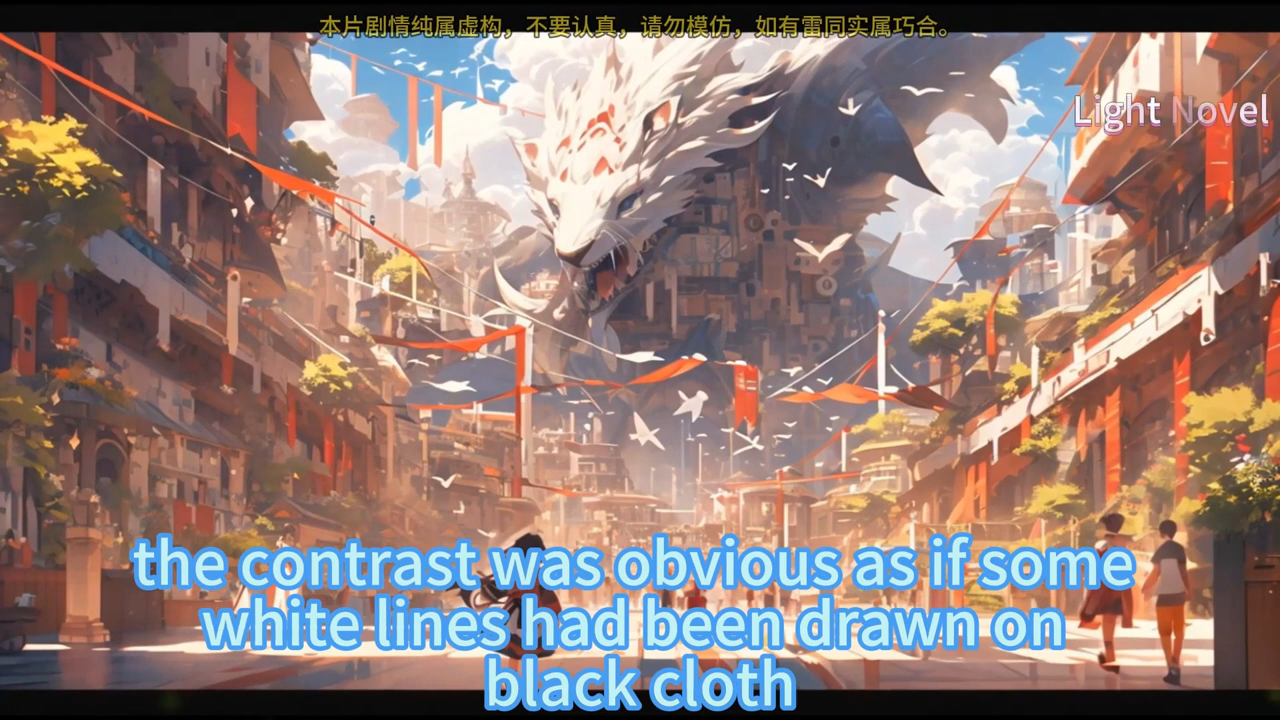 本片剧情纯属虚构，不要认真，请勿模仿，如有雷同实属巧合。
Light Novel
the contrast was obvious as if some
white lines had been drawn on
black cloth